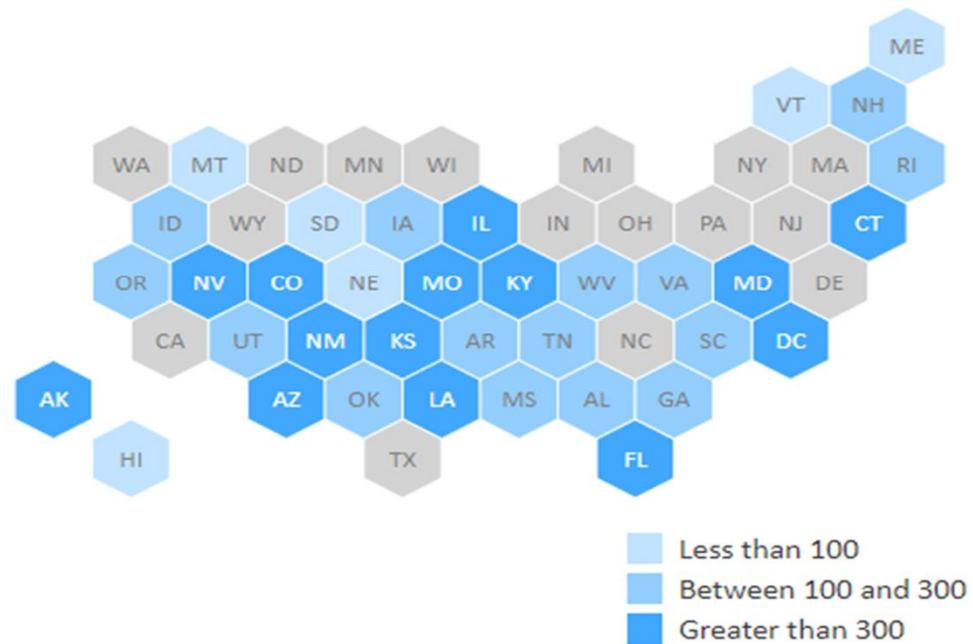 ME
VT NH
WA MT ND MN WI MI NY MA RI
ID WY SD IA IL IN OH PA NJ CT
OR NV CO NE MO KY WV VA MD DE
CA UT NM KS AR TN NC SC DC
AK AZ OK LA MS AL GA
HI TX FL
Less than 100
Between 100 and 300
Greater than 300